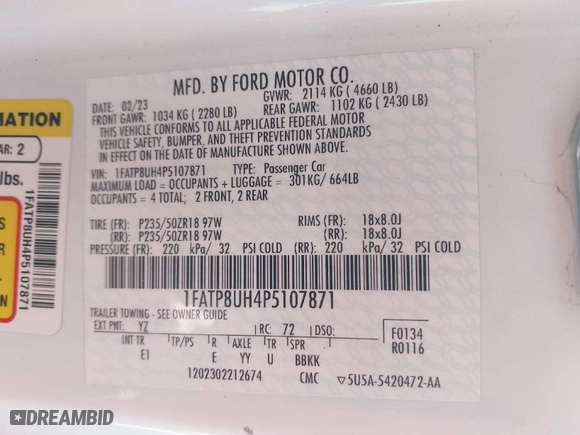 MFD. BY FORD MOTOR CO.
DATE: 02/23 GVWR: 2114 KG ( 4660 LB)
FRONT GAWR: 1034 KG ( 2280 LB) REAR GAWR: 1102 KG ( 2430 LB)
THIS VEHICLE CONFORMS TO ALL APPLICABLE FEDERAL MOTOR
VEHICLE SAFETY, BUMPER, AND THEFT PREVENTION STANDARDS
IN EFFECT ON THE DATE OF MANUFACTURE SHOWN ABOVE.
VIN: 1FATP8UH4P5107871 TYPE: Passenger Car
MAXIMUM LOAD = OCCUPANTS + LUGGAGE = 301KG/ 664LB
OCCUPANTS = 4 TOTAL; 2 FRONT, 2 REAR
TIRE (FR): P235/50ZR18 97W RIMS (FR): 18x8.0J
(RR): P235/50ZR18 97W (RR): 18x8.0J
PRESSURE (FR): 220 kPa/ 32 PSI COLD (RR): 220 kPa/ 32 PSI COLD
1FATP8UH4P5107871
TRAILER TOWING - SEE OWNER GUIDE
EXT PNT: YZ RC: 72 DSO: F0134
INT TR TP/PS R AXLE TR SPR R0116
E1 E YY U BBKK
1202302212674 CMC ▽5U5A-5420472-AA
MATION
AR: 2
lbs.
1FATP8UH4P5107871
DREAMBID